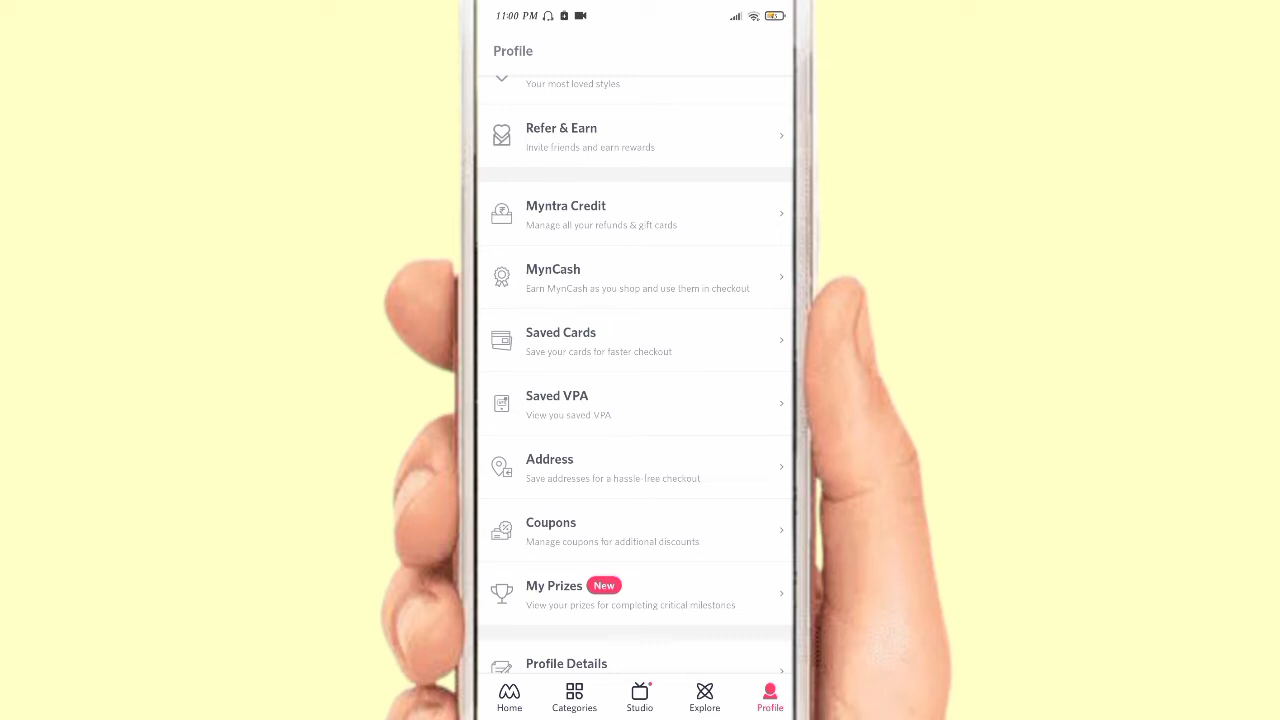 11:00 PM
Profile
Your most loved styles
Refer & Earn
Invite friends and earn rewards
Myntra Credit
Manage all your refunds & gift cards
MynCash
Earn MynCash as you shop and use them in checkout
Saved Cards
Save your cards for faster checkout
Saved VPA
View you saved VPA
Address
Save addresses for a hassle-free checkout
Coupons
Manage coupons for additional discounts
My Prizes New
View your prizes for completing critical milestones
Profile Details
Home Categories Studio Explore Profile